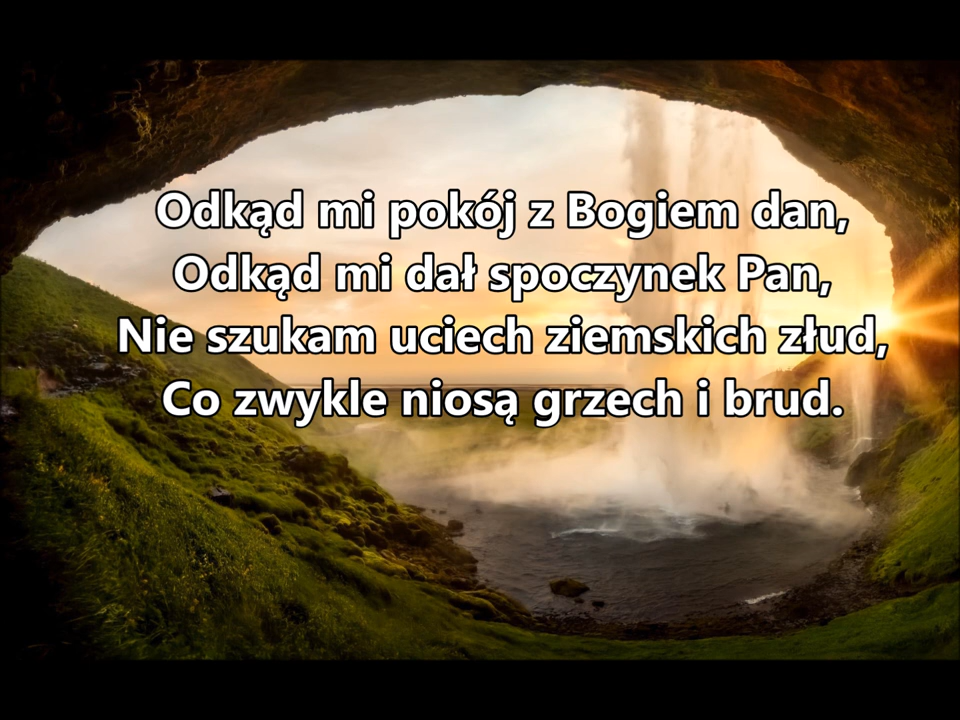 Odkąd mi pokój z Bogiem dan,
Odkąd mi dał spoczynek Pan,
Nie szukam uciech ziemskich złud,
Co zwykle niosą grzech i brud.